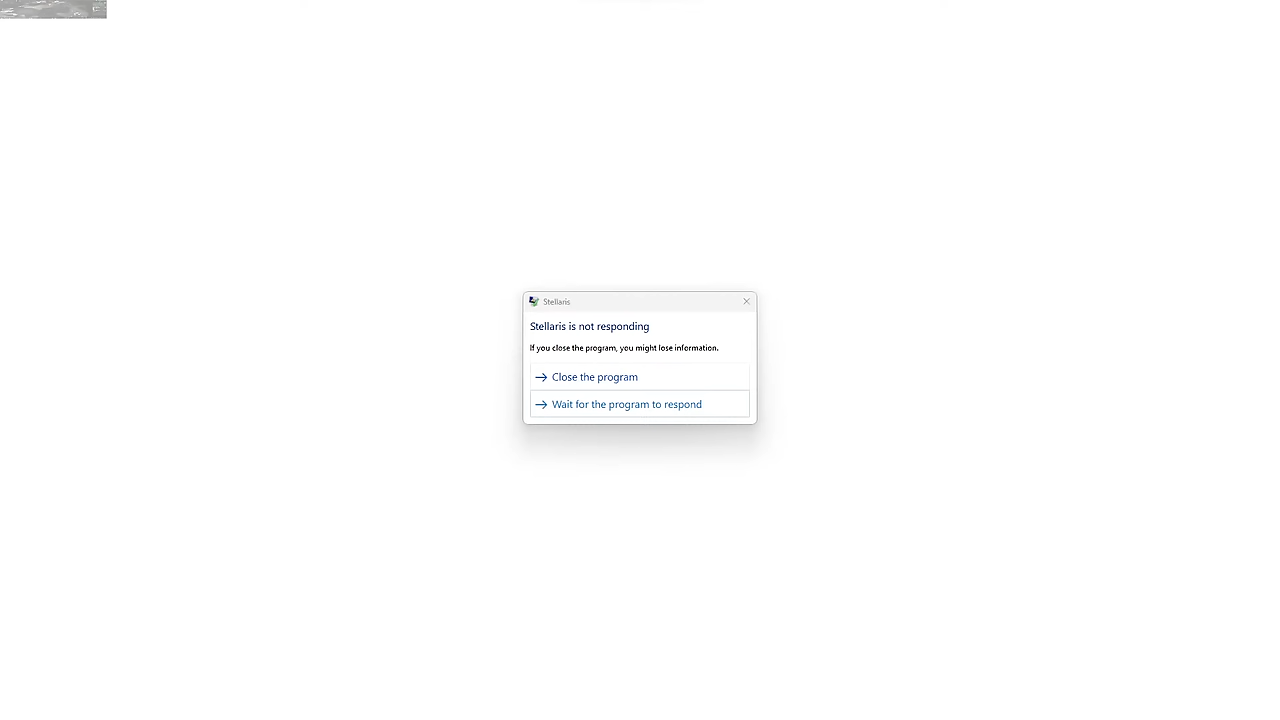 Stellaris
Stellaris is not responding
If you close the program, you might lose information.
Close the program
Wait for the program to respond